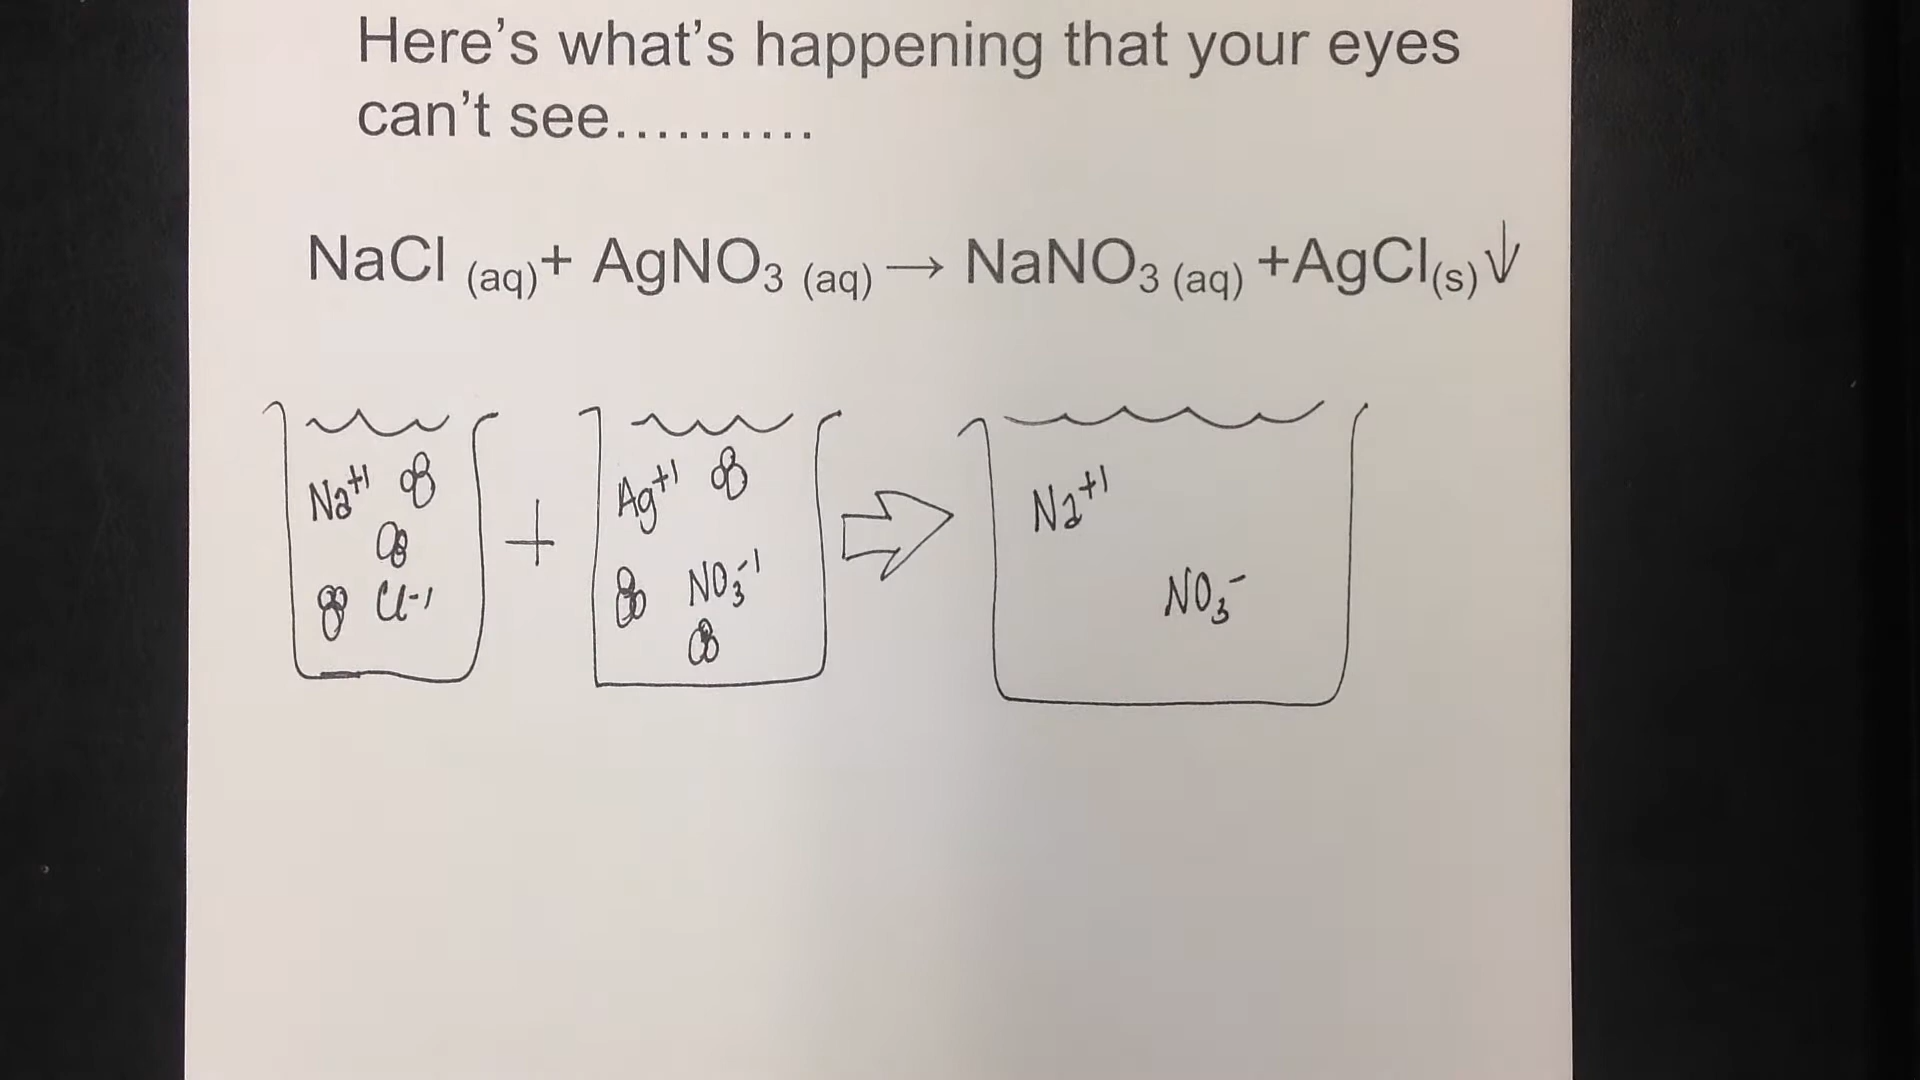 Here’s what’s happening that your eyes
can’t see..........
NaCl (aq)+ AgNO₃ (aq) → NaNO₃ (aq) +AgCl(s)↓
Na⁺¹ + Ag⁺¹ Na⁺¹
Cl⁻¹ NO₃⁻¹ NO₃⁻